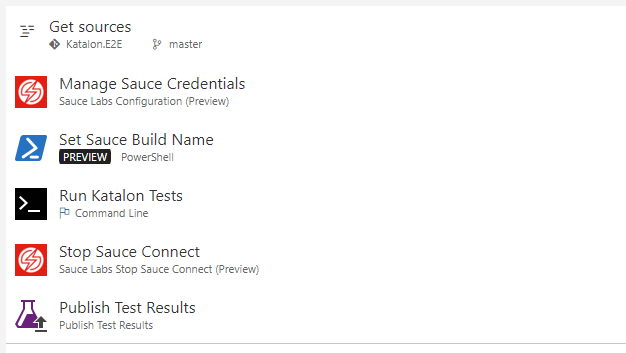 Get sources
Katalon.E2E master
Manage Sauce Credentials
Sauce Labs Configuration (Preview)
Set Sauce Build Name
PREVIEW PowerShell
Run Katalon Tests
Command Line
Stop Sauce Connect
Sauce Labs Stop Sauce Connect (Preview)
Publish Test Results
Publish Test Results